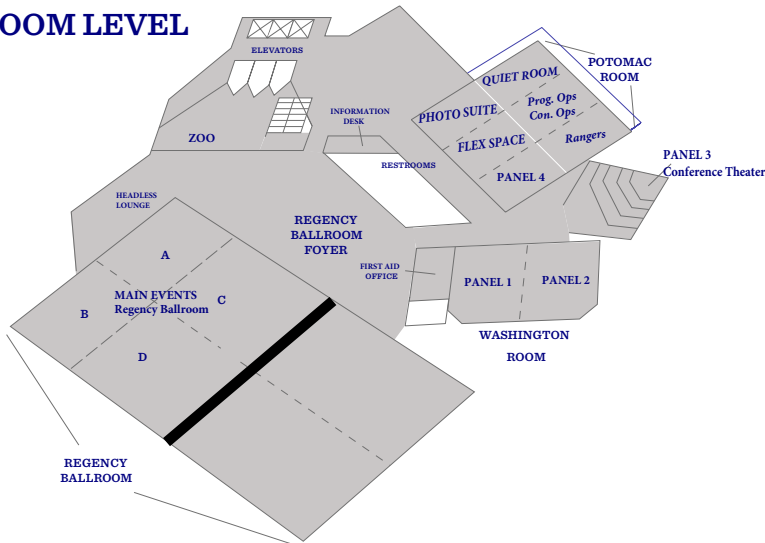 OOM LEVEL
ELEVATORS
ZOO
INFORMATION
DESK
RESTROOMS
QUIET ROOM
PHOTO SUITE
Prog. Ops
Con. Ops
FLEX SPACE
Rangers
PANEL 4
POTOMAC
ROOM
PANEL 3
Conference Theater
HEADLESS
LOUNGE
REGENCY
BALLROOM
FOYER
FIRST AID
OFFICE
PANEL 1
PANEL 2
WASHINGTON
ROOM
A
B
MAIN EVENTS
Regency Ballroom
C
D
REGENCY
BALLROOM